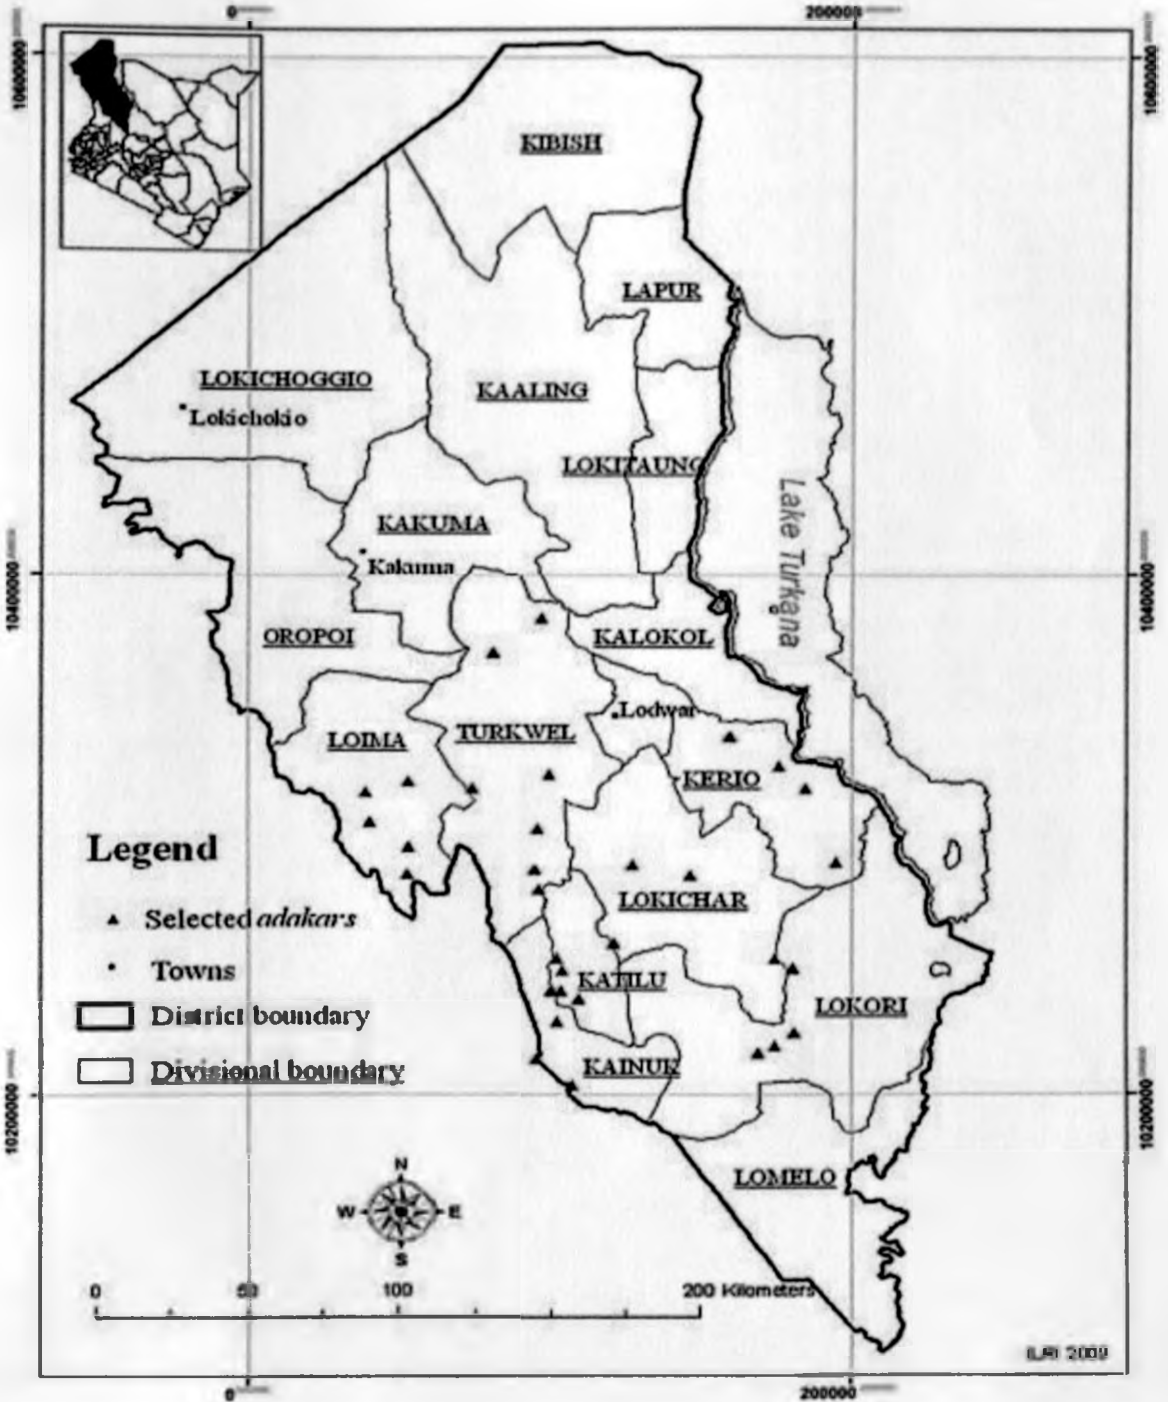 0
200000
10600000
10600000
KIBISH
LAPUR
LOKICHOGGIO
Lokichokio
KAALING
LOKITAUNG
Lake Turkana
KAKUMA
Kakuma
10400000
10400000
OROPOI
KALOKOL
Lodwar
LOIMA
TURKWEL
KERIO
LOKICHAR
KATILU
LOKORI
KAINUK
LOMELO
Legend
Selected adakars
Towns
District boundary
Divisional boundary
10200000
10200000
N
W
E
S
0
50
100
200 Kilometers
ILRI 2009
0
200000